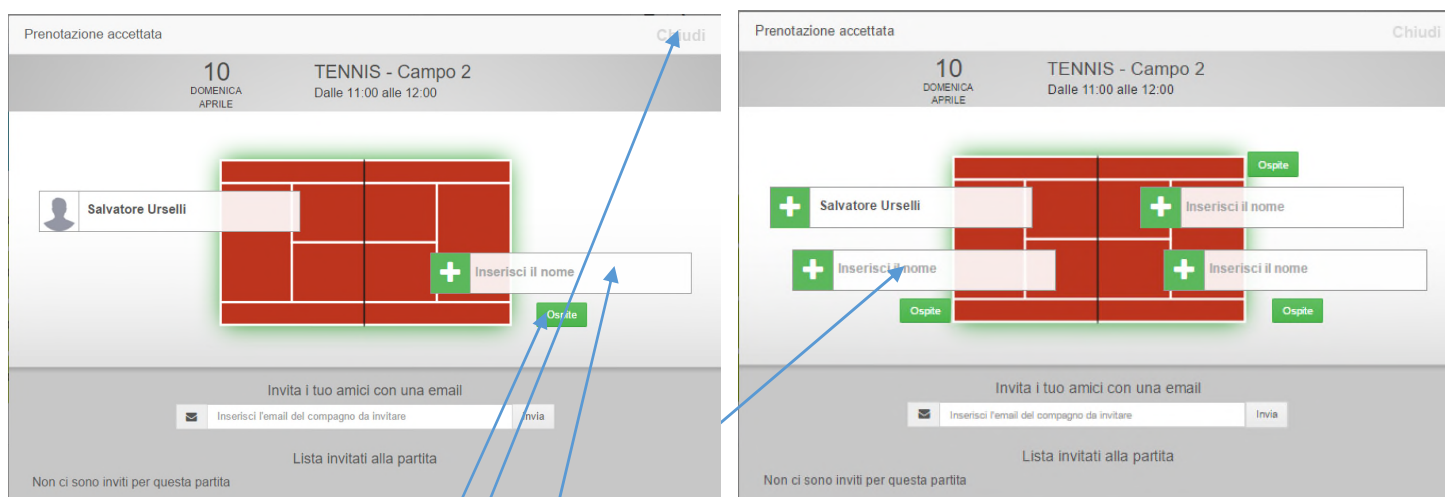 Prenotazione accettata
Chiudi
10
DOMENICA
APRILE
TENNIS - Campo 2
Dalle 11:00 alle 12:00
Salvatore Urselli
Inserisci il nome
Ospite
Invita i tuo amici con una email
Inserisci l'email del compagno da invitare
Invia
Lista invitati alla partita
Non ci sono inviti per questa partita
Prenotazione accettata
Chiudi
10
DOMENICA
APRILE
TENNIS - Campo 2
Dalle 11:00 alle 12:00
Ospite
Salvatore Urselli
Inserisci il nome
Inserisci il nome
Inserisci il nome
Ospite
Ospite
Invita i tuo amici con una email
Inserisci l'email del compagno da invitare
Invia
Lista invitati alla partita
Non ci sono inviti per questa partita